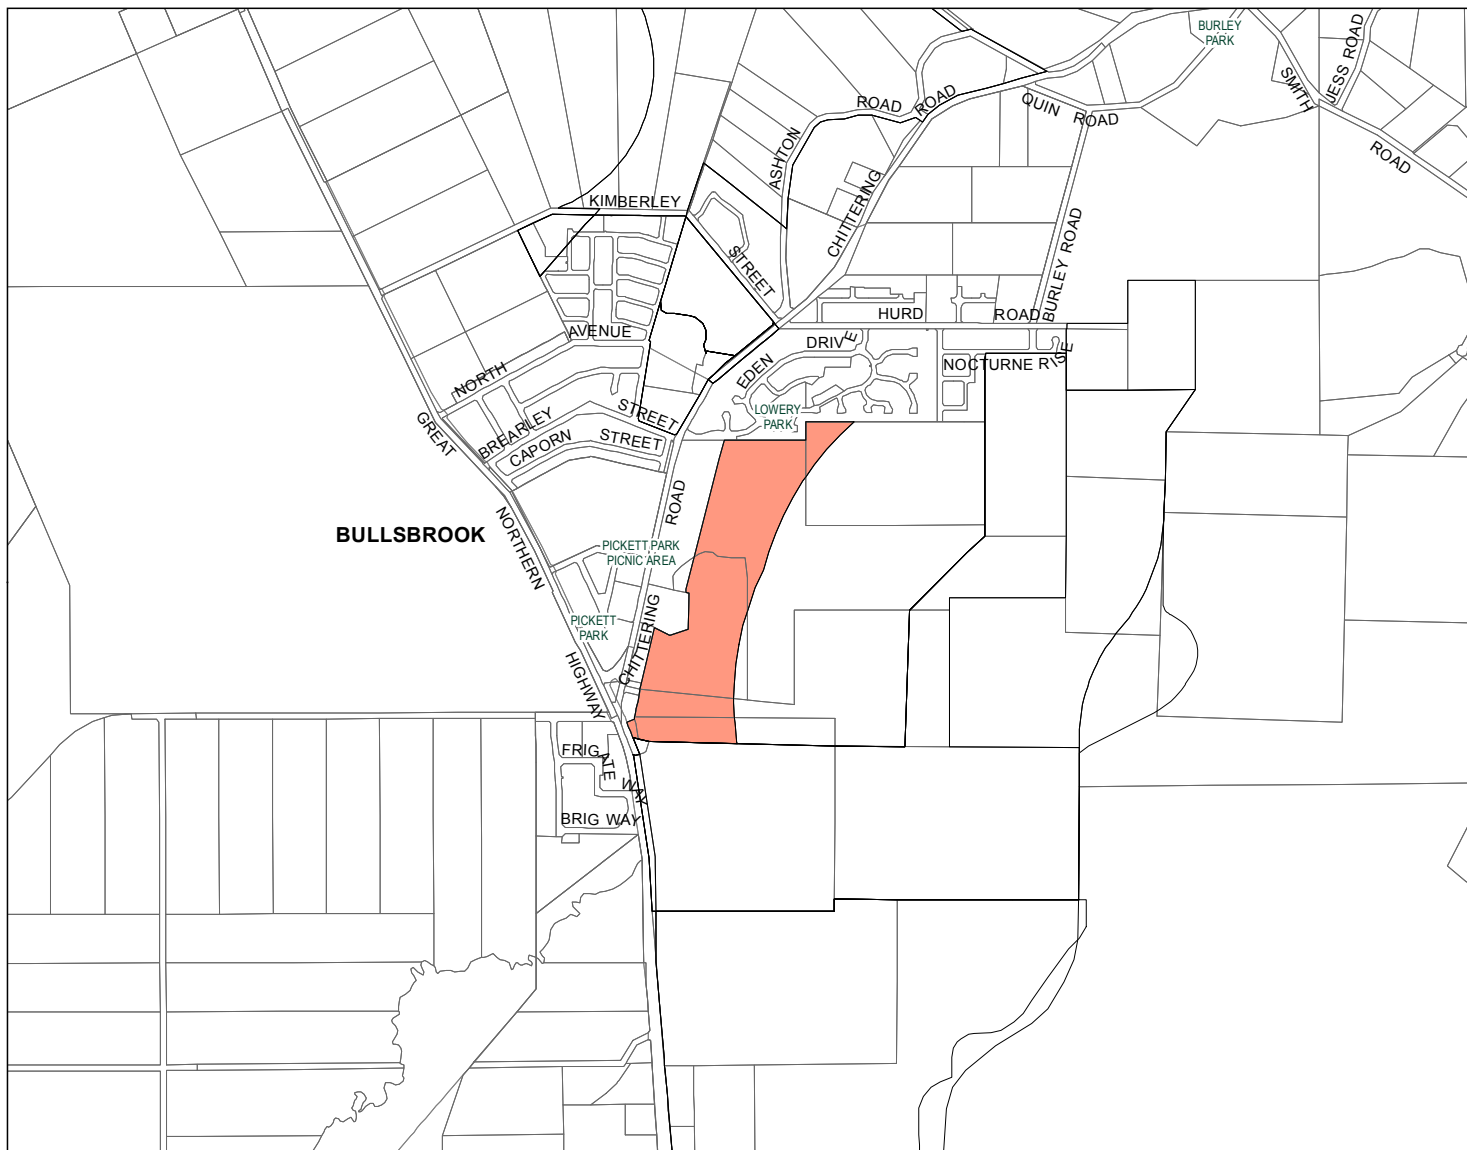 BURLEY
PARK
JESS ROAD
SMITH
ROAD
QUIN ROAD
ROAD
ROAD
ASHTON
CHITTERING
KIMBERLEY
STREET
BURLEY ROAD
HURD ROAD
AVENUE
NORTH
EDEN DRIVE
NOCTURNE RISE
LOWERY
PARK
STREET
BREARLEY
CAPORN STREET
GREAT
NORTHERN
HIGHWAY
ROAD
BULLSBROOK
PICKETT PARK
PICNIC AREA
PICKETT
PARK
CHITTERING
FRIGATE WAY
BRIG WAY